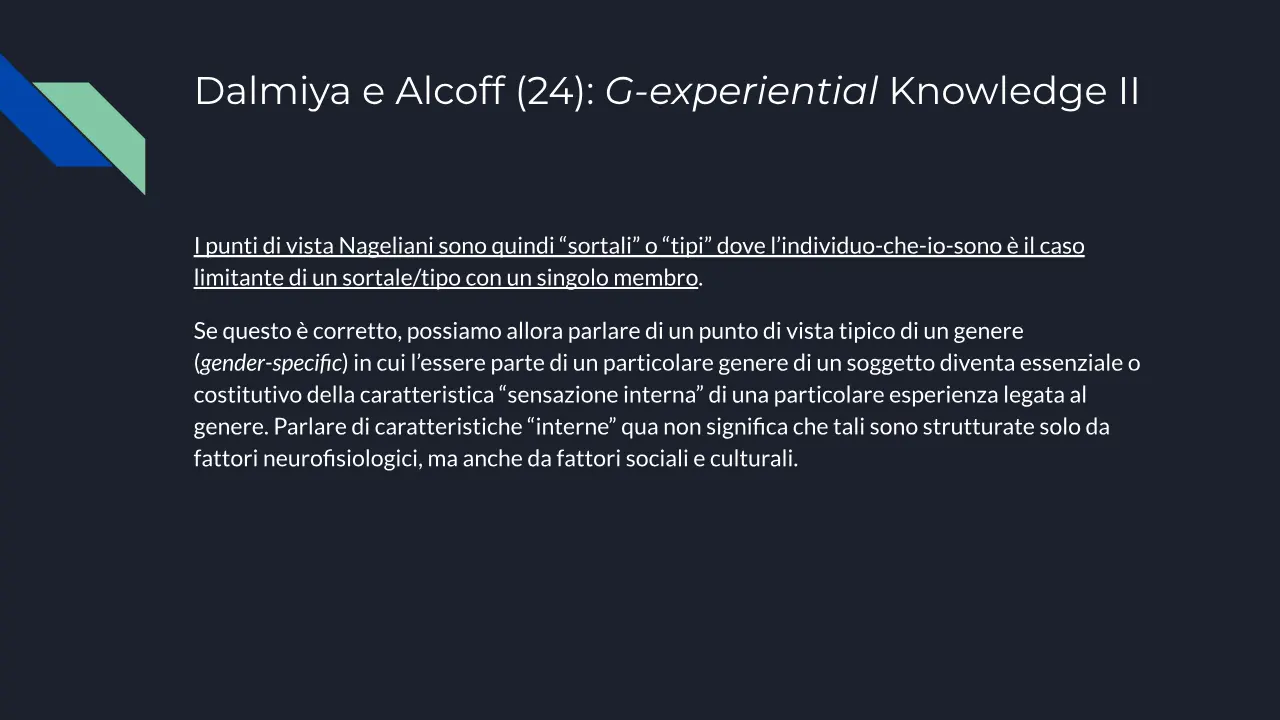 Dalmiya e Alcoff (24): G-experiential Knowledge II
I punti di vista Nageliani sono quindi “sortali” o “tipi” dove l’individuo-che-io-sono è il caso
limitante di un sortale/tipo con un singolo membro.
Se questo è corretto, possiamo allora parlare di un punto di vista tipico di un genere
(gender-specific) in cui l’essere parte di un particolare genere di un soggetto diventa essenziale o
costitutivo della caratteristica “sensazione interna” di una particolare esperienza legata al
genere. Parlare di caratteristiche “interne” qua non significa che tali sono strutturate solo da
fattori neurofisiologici, ma anche da fattori sociali e culturali.